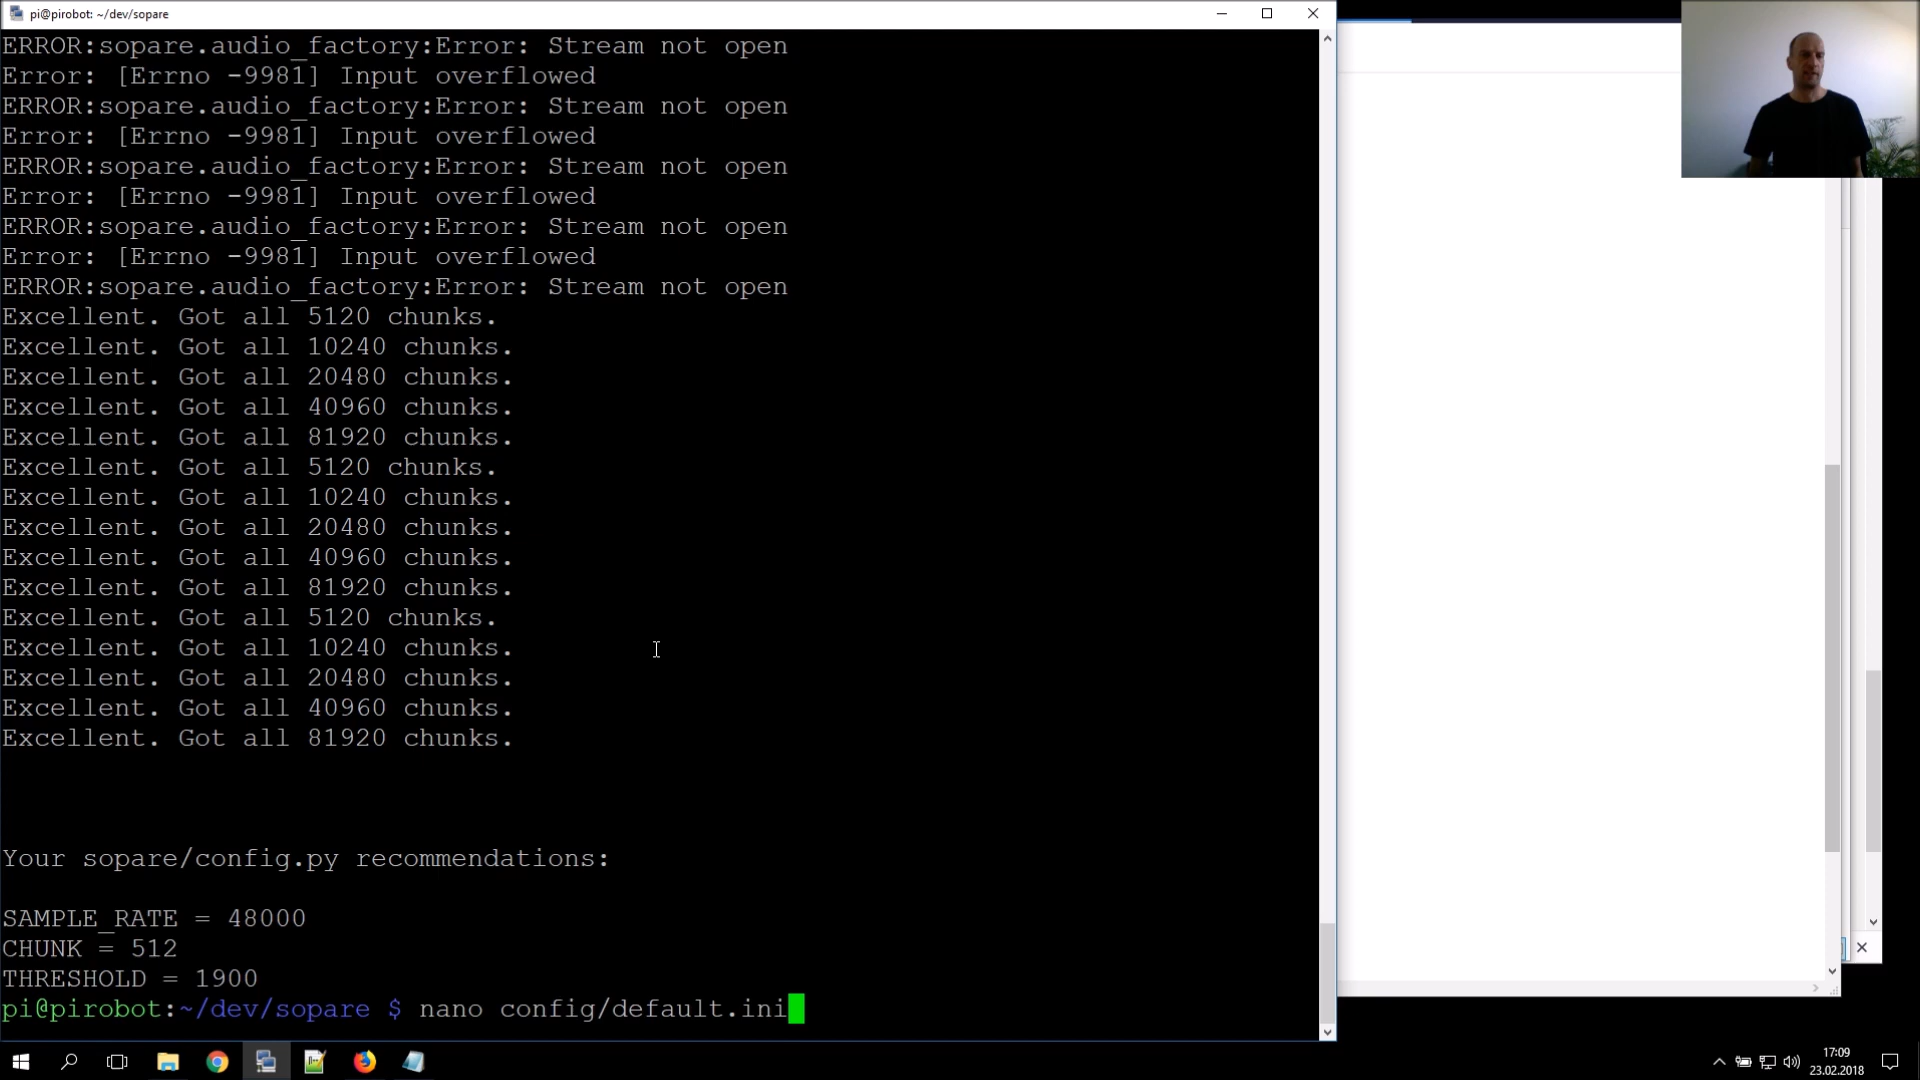 pi@pirobot: ~/dev/sopare
ERROR:sopare.audio_factory:Error: Stream not open
Error: [Errno -9981] Input overflowed
ERROR:sopare.audio_factory:Error: Stream not open
Error: [Errno -9981] Input overflowed
ERROR:sopare.audio_factory:Error: Stream not open
Error: [Errno -9981] Input overflowed
ERROR:sopare.audio_factory:Error: Stream not open
Error: [Errno -9981] Input overflowed
ERROR:sopare.audio_factory:Error: Stream not open
Excellent. Got all 5120 chunks.
Excellent. Got all 10240 chunks.
Excellent. Got all 20480 chunks.
Excellent. Got all 40960 chunks.
Excellent. Got all 81920 chunks.
Excellent. Got all 5120 chunks.
Excellent. Got all 10240 chunks.
Excellent. Got all 20480 chunks.
Excellent. Got all 40960 chunks.
Excellent. Got all 81920 chunks.
Excellent. Got all 5120 chunks.
Excellent. Got all 10240 chunks.
Excellent. Got all 20480 chunks.
Excellent. Got all 40960 chunks.
Excellent. Got all 81920 chunks.
Your sopare/config.py recommendations:
SAMPLE_RATE = 48000
CHUNK = 512
THRESHOLD = 1900
pi@pirobot:~/dev/sopare $ nano config/default.ini
17:09
23.02.2018